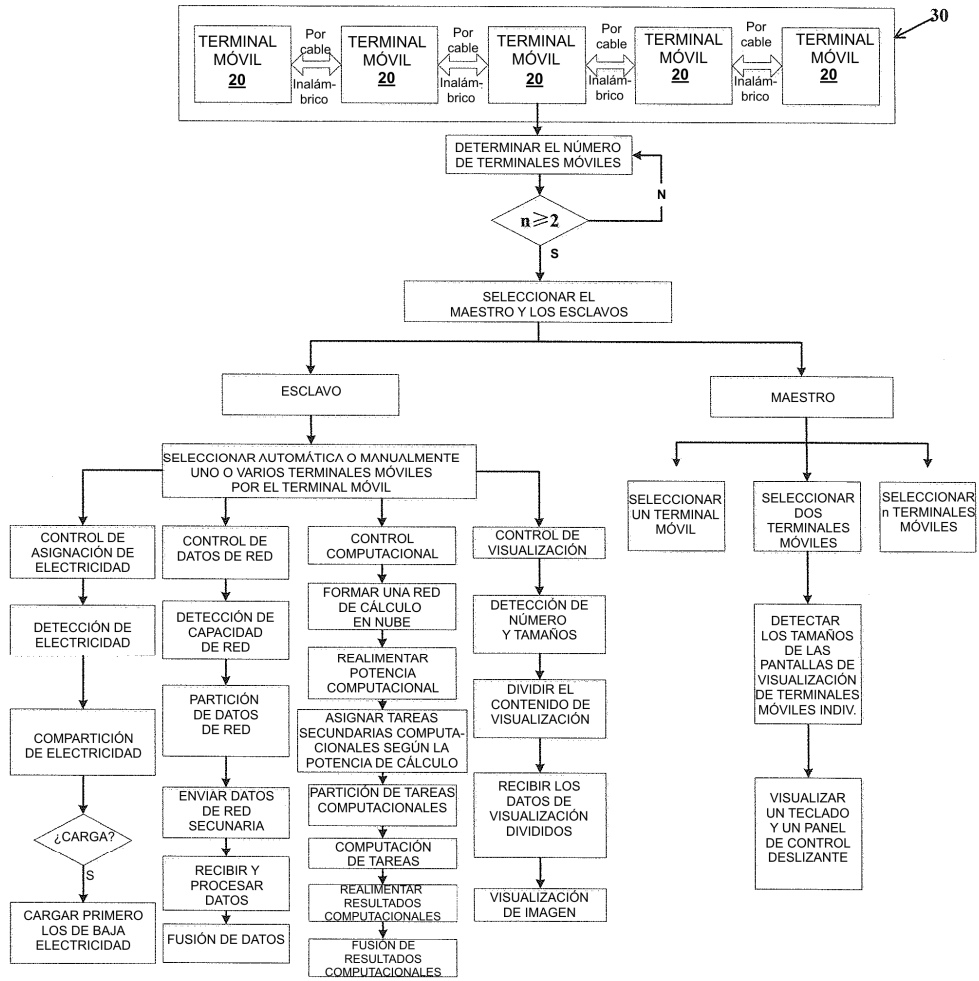 30
TERMINAL
MÓVIL
20
Por
cable
Inalám-
brico
TERMINAL
MÓVIL
20
Por
cable
Inalám-
brico
TERMINAL
MÓVIL
20
Por
cable
Inalám-
brico
TERMINAL
MÓVIL
20
Por
cable
Inalám-
brico
TERMINAL
MÓVIL
20
DETERMINAR EL NÚMERO
DE TERMINALES MÓVILES
N
n≥2
S
SELECCIONAR EL
MAESTRO Y LOS ESCLAVOS
ESCLAVO
MAESTRO
SELECCIONAR AUTOMÁTICA O MANUALMENTE
UNO O VARIOS TERMINALES MÓVILES
POR EL TERMINAL MÓVIL
CONTROL DE
ASIGNACIÓN DE
ELECTRICIDAD
DETECCIÓN DE
ELECTRICIDAD
COMPARTICIÓN
DE ELECTRICIDAD
¿CARGA?
S
CARGAR PRIMERO
LOS DE BAJA
ELECTRICIDAD
CONTROL DE
DATOS DE RED
DETECCIÓN DE
CAPACIDAD
DE RED
PARTICIÓN
DE DATOS
DE RED
ENVIAR DATOS
DE RED
SECUNARIA
RECIBIR Y
PROCESAR
DATOS
FUSIÓN DE DATOS
CONTROL
COMPUTACIONAL
FORMAR UNA RED
DE CÁLCULO
EN NUBE
REALIMENTAR
POTENCIA
COMPUTACIONAL
ASIGNAR TAREAS
SECUNDARIAS COMPUTA-
CIONALES SEGÚN LA
POTENCIA DE CÁLCULO
PARTICIÓN DE TAREAS
COMPUTACIONALES
COMPUTACIÓN
DE TAREAS
REALIMENTAR
RESULTADOS
COMPUTACIONALES
FUSIÓN DE
RESULTADOS
COMPUTACIONALES
CONTROL DE
VISUALIZACIÓN
DETECCIÓN DE
NÚMERO
Y TAMAÑOS
DIVIDIR EL
CONTENIDO DE
VISUALIZACIÓN
RECIBIR LOS
DATOS DE
VISUALIZACIÓN
DIVIDIDOS
VISUALIZACIÓN
DE IMAGEN
SELECCIONAR
UN TERMINAL
MÓVIL
SELECCIONAR
DOS
TERMINALES
MÓVILES
SELECCIONAR
n TERMINALES
MÓVILES
DETECTAR
LOS TAMAÑOS
DE LAS
PANTALLAS DE
VISUALIZACIÓN
DE TERMINALES
MÓVILES INDIV.
VISUALIZAR
UN TECLADO
Y UN PANEL
DE CONTROL
DESLIZANTE